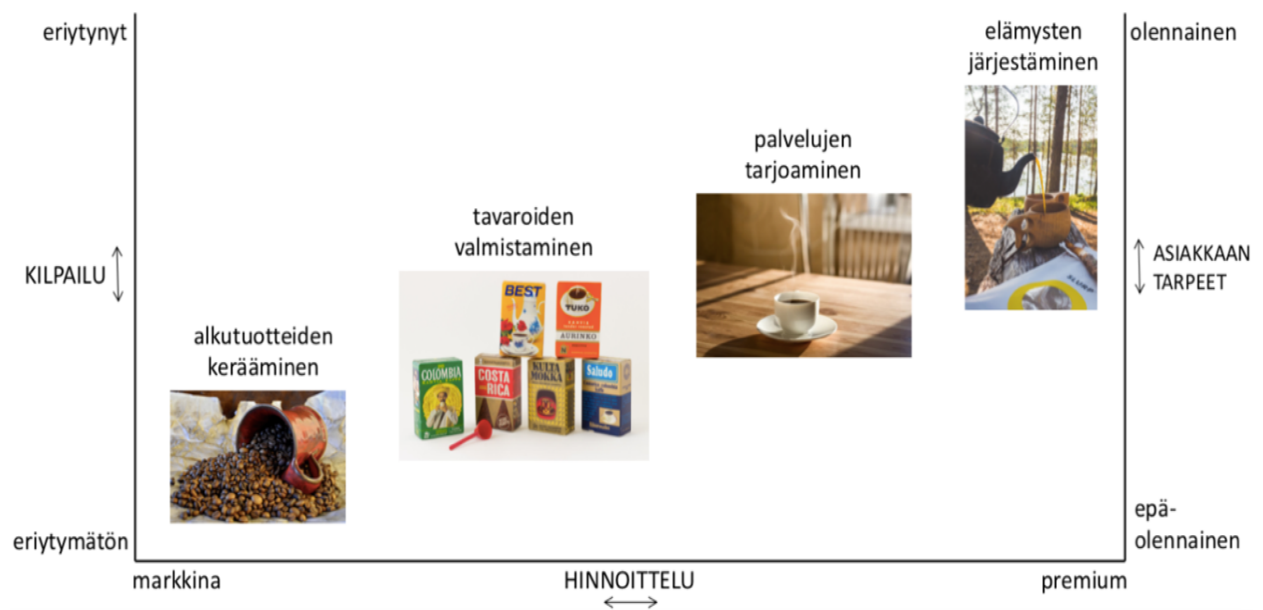 eriytynyt
elämysten
järjestäminen
olennainen
palvelujen
tarjoaminen
tavaroiden
valmistaminen
KILPAILU
ASIAKKAAN
TARPEET
BEST
TUKO
AURINKO
alkutuotteiden
kerääminen
COLOMBIA
COSTA
RICA
KULTA
MOKKA
Saludo
epä-
olennainen
eriytymätön
markkina
HINNOITTELU
premium